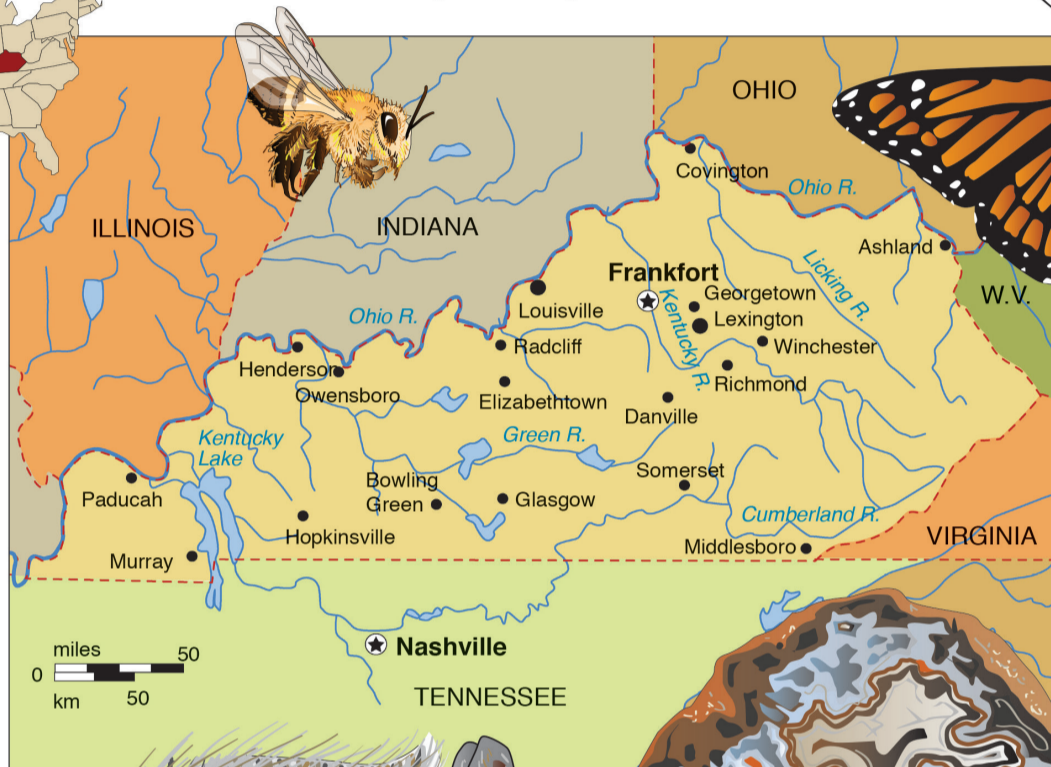 OHIO
Covington
Ohio R.
ILLINOIS
INDIANA
Ashland
Licking R.
Frankfort
W.V.
Georgetown
Kentucky R.
Louisville
Lexington
Ohio R.
Radcliff
Winchester
Henderson
Richmond
Owensboro
Elizabethtown
Danville
Kentucky
Lake
Green R.
Somerset
Bowling
Green
Paducah
Glasgow
Cumberland R.
Hopkinsville
VIRGINIA
Middlesboro
Murray
Nashville
miles
50
0
km
50
TENNESSEE